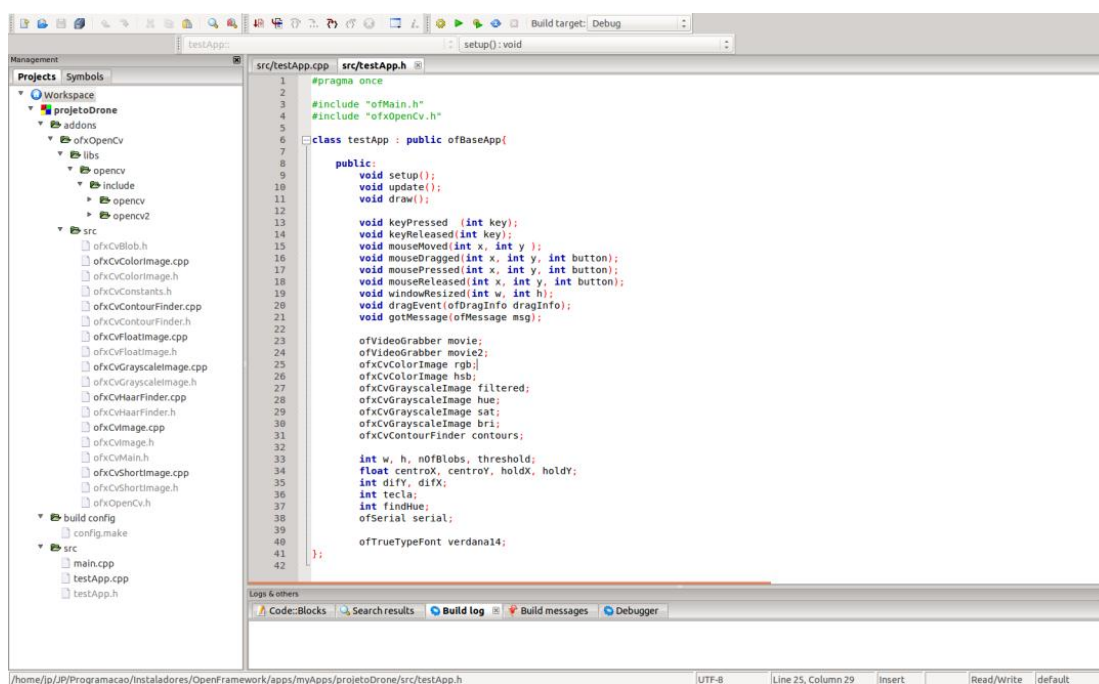 Build target: Debug
testApp:: setup() : void
Management
Projects Symbols
Workspace
projetoDrone
addons
ofxOpenCv
libs
opencv
include
opencv
opencv2
src
ofxCvBlob.h
ofxCvColorImage.cpp
ofxCvColorImage.h
ofxCvConstants.h
ofxCvContourFinder.cpp
ofxCvContourFinder.h
ofxCvFloatImage.cpp
ofxCvFloatImage.h
ofxCvGrayscaleImage.cpp
ofxCvGrayscaleImage.h
ofxCvHaarFinder.cpp
ofxCvHaarFinder.h
ofxCvImage.cpp
ofxCvImage.h
ofxCvMain.h
ofxCvShortImage.cpp
ofxCvShortImage.h
ofxOpenCv.h
build config
config.make
src
main.cpp
testApp.cpp
testApp.h
src/testApp.cpp src/testApp.h
1 #pragma once
2
3 #include "ofMain.h"
4 #include "ofxOpenCv.h"
5
6 class testApp : public ofBaseApp{
7
8 public:
9 void setup();
10 void update();
11 void draw();
12
13 void keyPressed (int key);
14 void keyReleased(int key);
15 void mouseMoved(int x, int y );
16 void mouseDragged(int x, int y, int button);
17 void mousePressed(int x, int y, int button);
18 void mouseReleased(int x, int y, int button);
19 void windowResized(int w, int h);
20 void dragEvent(ofDragInfo dragInfo);
21 void gotMessage(ofMessage msg);
22
23 ofVideoGrabber movie;
24 ofVideoGrabber movie2;
25 ofxCvColorImage rgb;
26 ofxCvColorImage hsb;
27 ofxCvGrayscaleImage filtered;
28 ofxCvGrayscaleImage hue;
29 ofxCvGrayscaleImage sat;
30 ofxCvGrayscaleImage bri;
31 ofxCvContourFinder contours;
32
33 int w, h, nOfBlobs, threshold;
34 float centroX, centroY, holdX, holdY;
35 int difY, difX;
36 int tecla;
37 int findHue;
38 ofSerial serial;
39
40 ofTrueTypeFont verdana14;
41 };
42
Logs & others
Code::Blocks Search results Build log Build messages Debugger
/home/jp/JP/Programacao/Instaladores/OpenFramework/apps/myApps/projetoDrone/src/testApp.h UTF-8 Line 25, Column 29 Insert Read/Write default